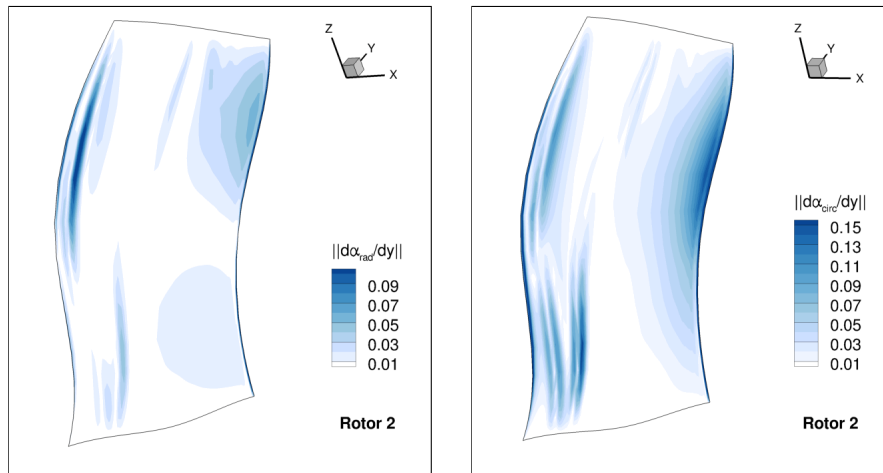 Z
Y
X
||dα_rad/dy||
0.09
0.07
0.05
0.03
0.01
Rotor 2
Z
Y
X
||dα_circ/dy||
0.15
0.13
0.11
0.09
0.07
0.05
0.03
0.01
Rotor 2